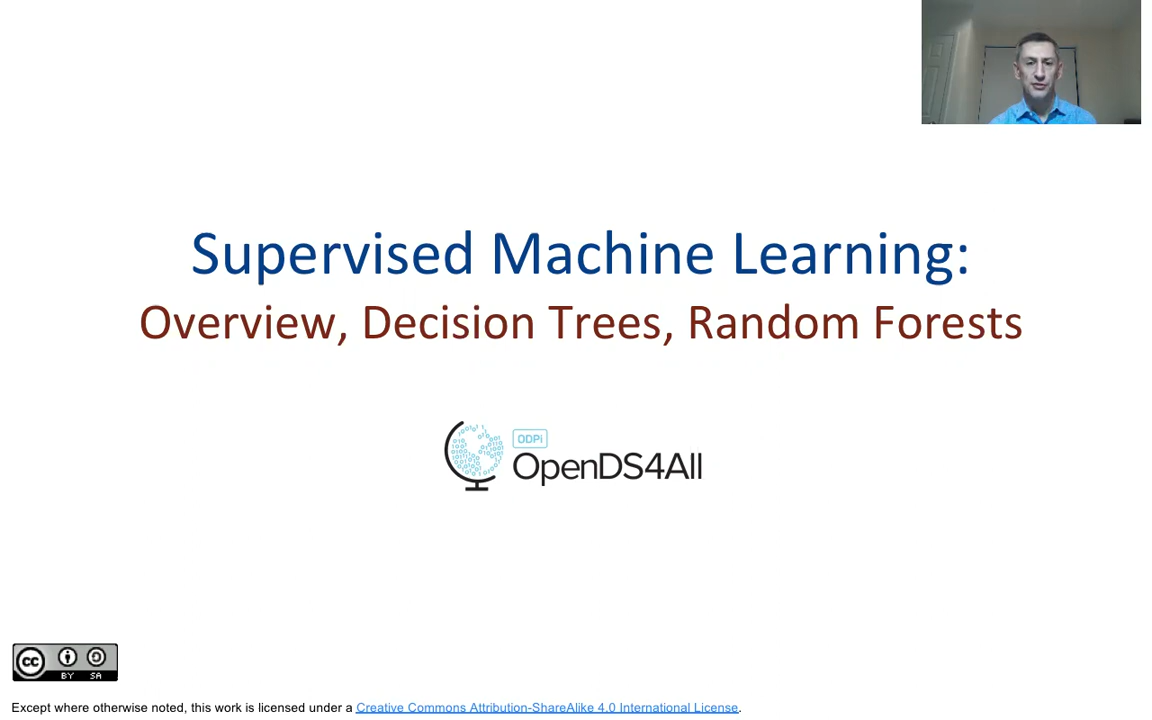 Supervised Machine Learning:
Overview, Decision Trees, Random Forests
ODPi
OpenDS4All
cc
BY SA
Except where otherwise noted, this work is licensed under a Creative Commons Attribution-ShareAlike 4.0 International License.